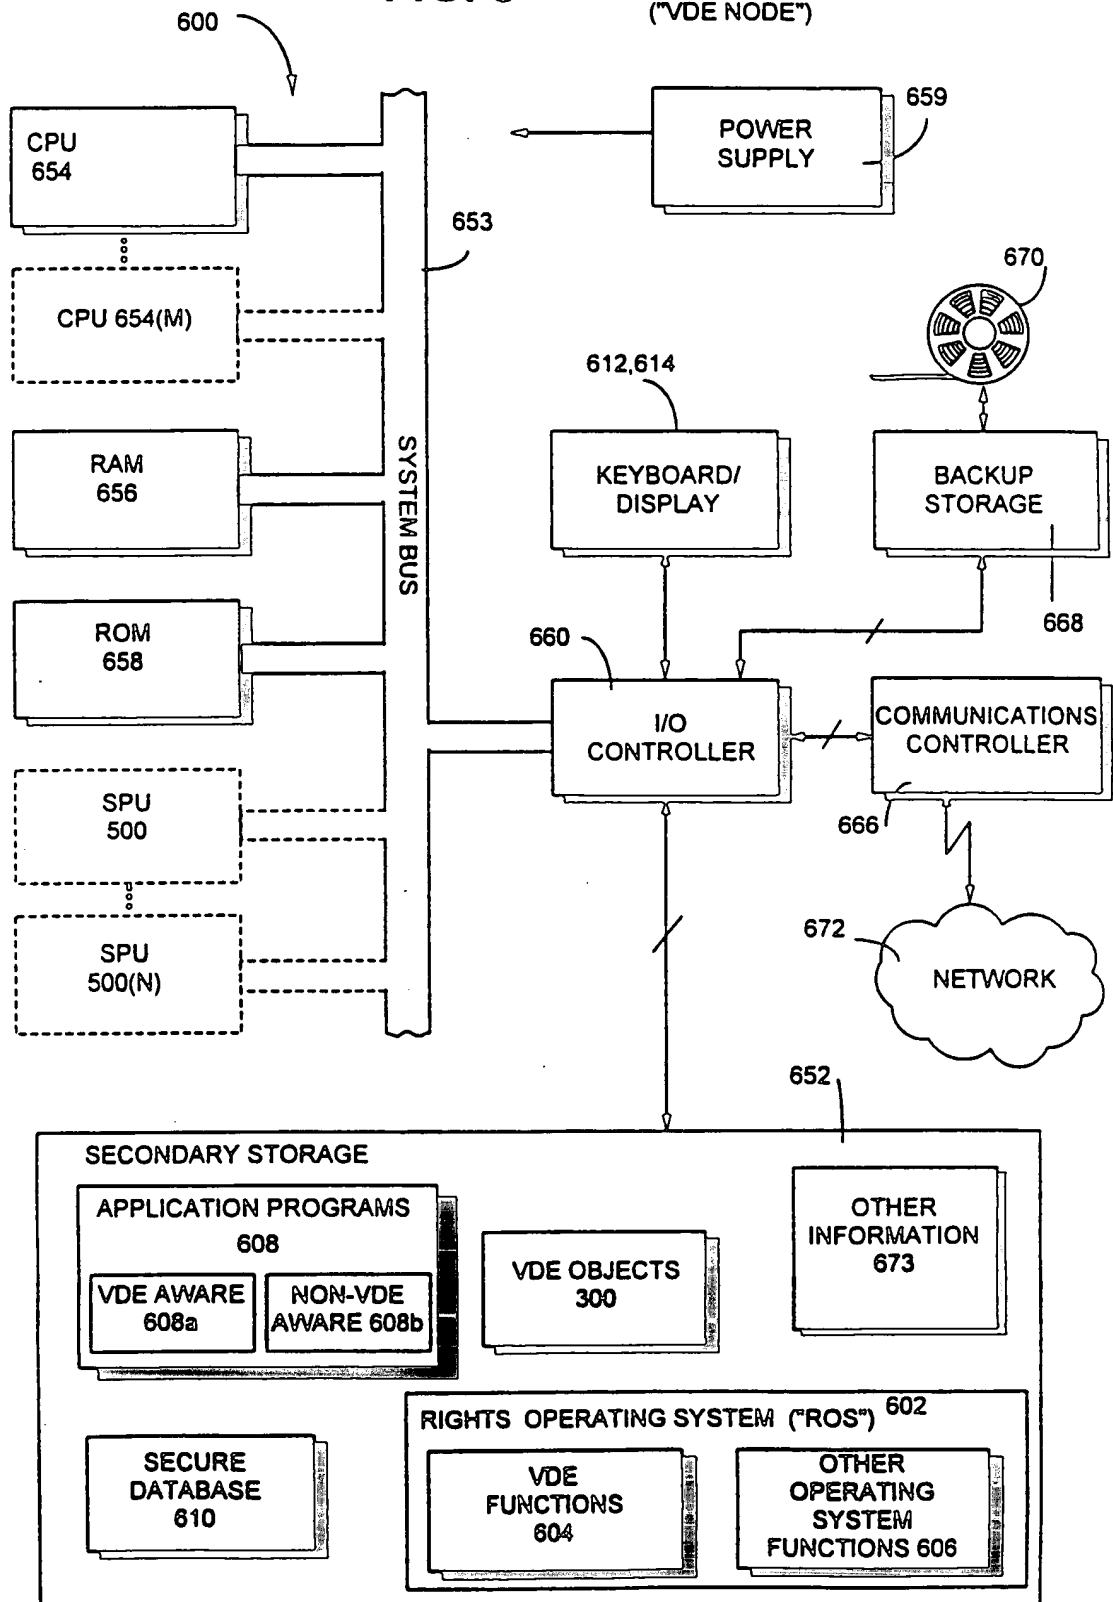 ("VDE NODE")
600
CPU
654
POWER
SUPPLY
659
653
670
CPU 654(M)
612,614
SYSTEM BUS
RAM
656
KEYBOARD/
DISPLAY
BACKUP
STORAGE
ROM
658
660
668
I/O
CONTROLLER
COMMUNICATIONS
CONTROLLER
SPU
500
666
SPU
500(N)
672
NETWORK
652
SECONDARY STORAGE
APPLICATION PROGRAMS
608
VDE AWARE
608a
NON-VDE
AWARE 608b
VDE OBJECTS
300
OTHER
INFORMATION
673
RIGHTS OPERATING SYSTEM ("ROS") 602
SECURE
DATABASE
610
VDE
FUNCTIONS
604
OTHER
OPERATING
SYSTEM
FUNCTIONS 606